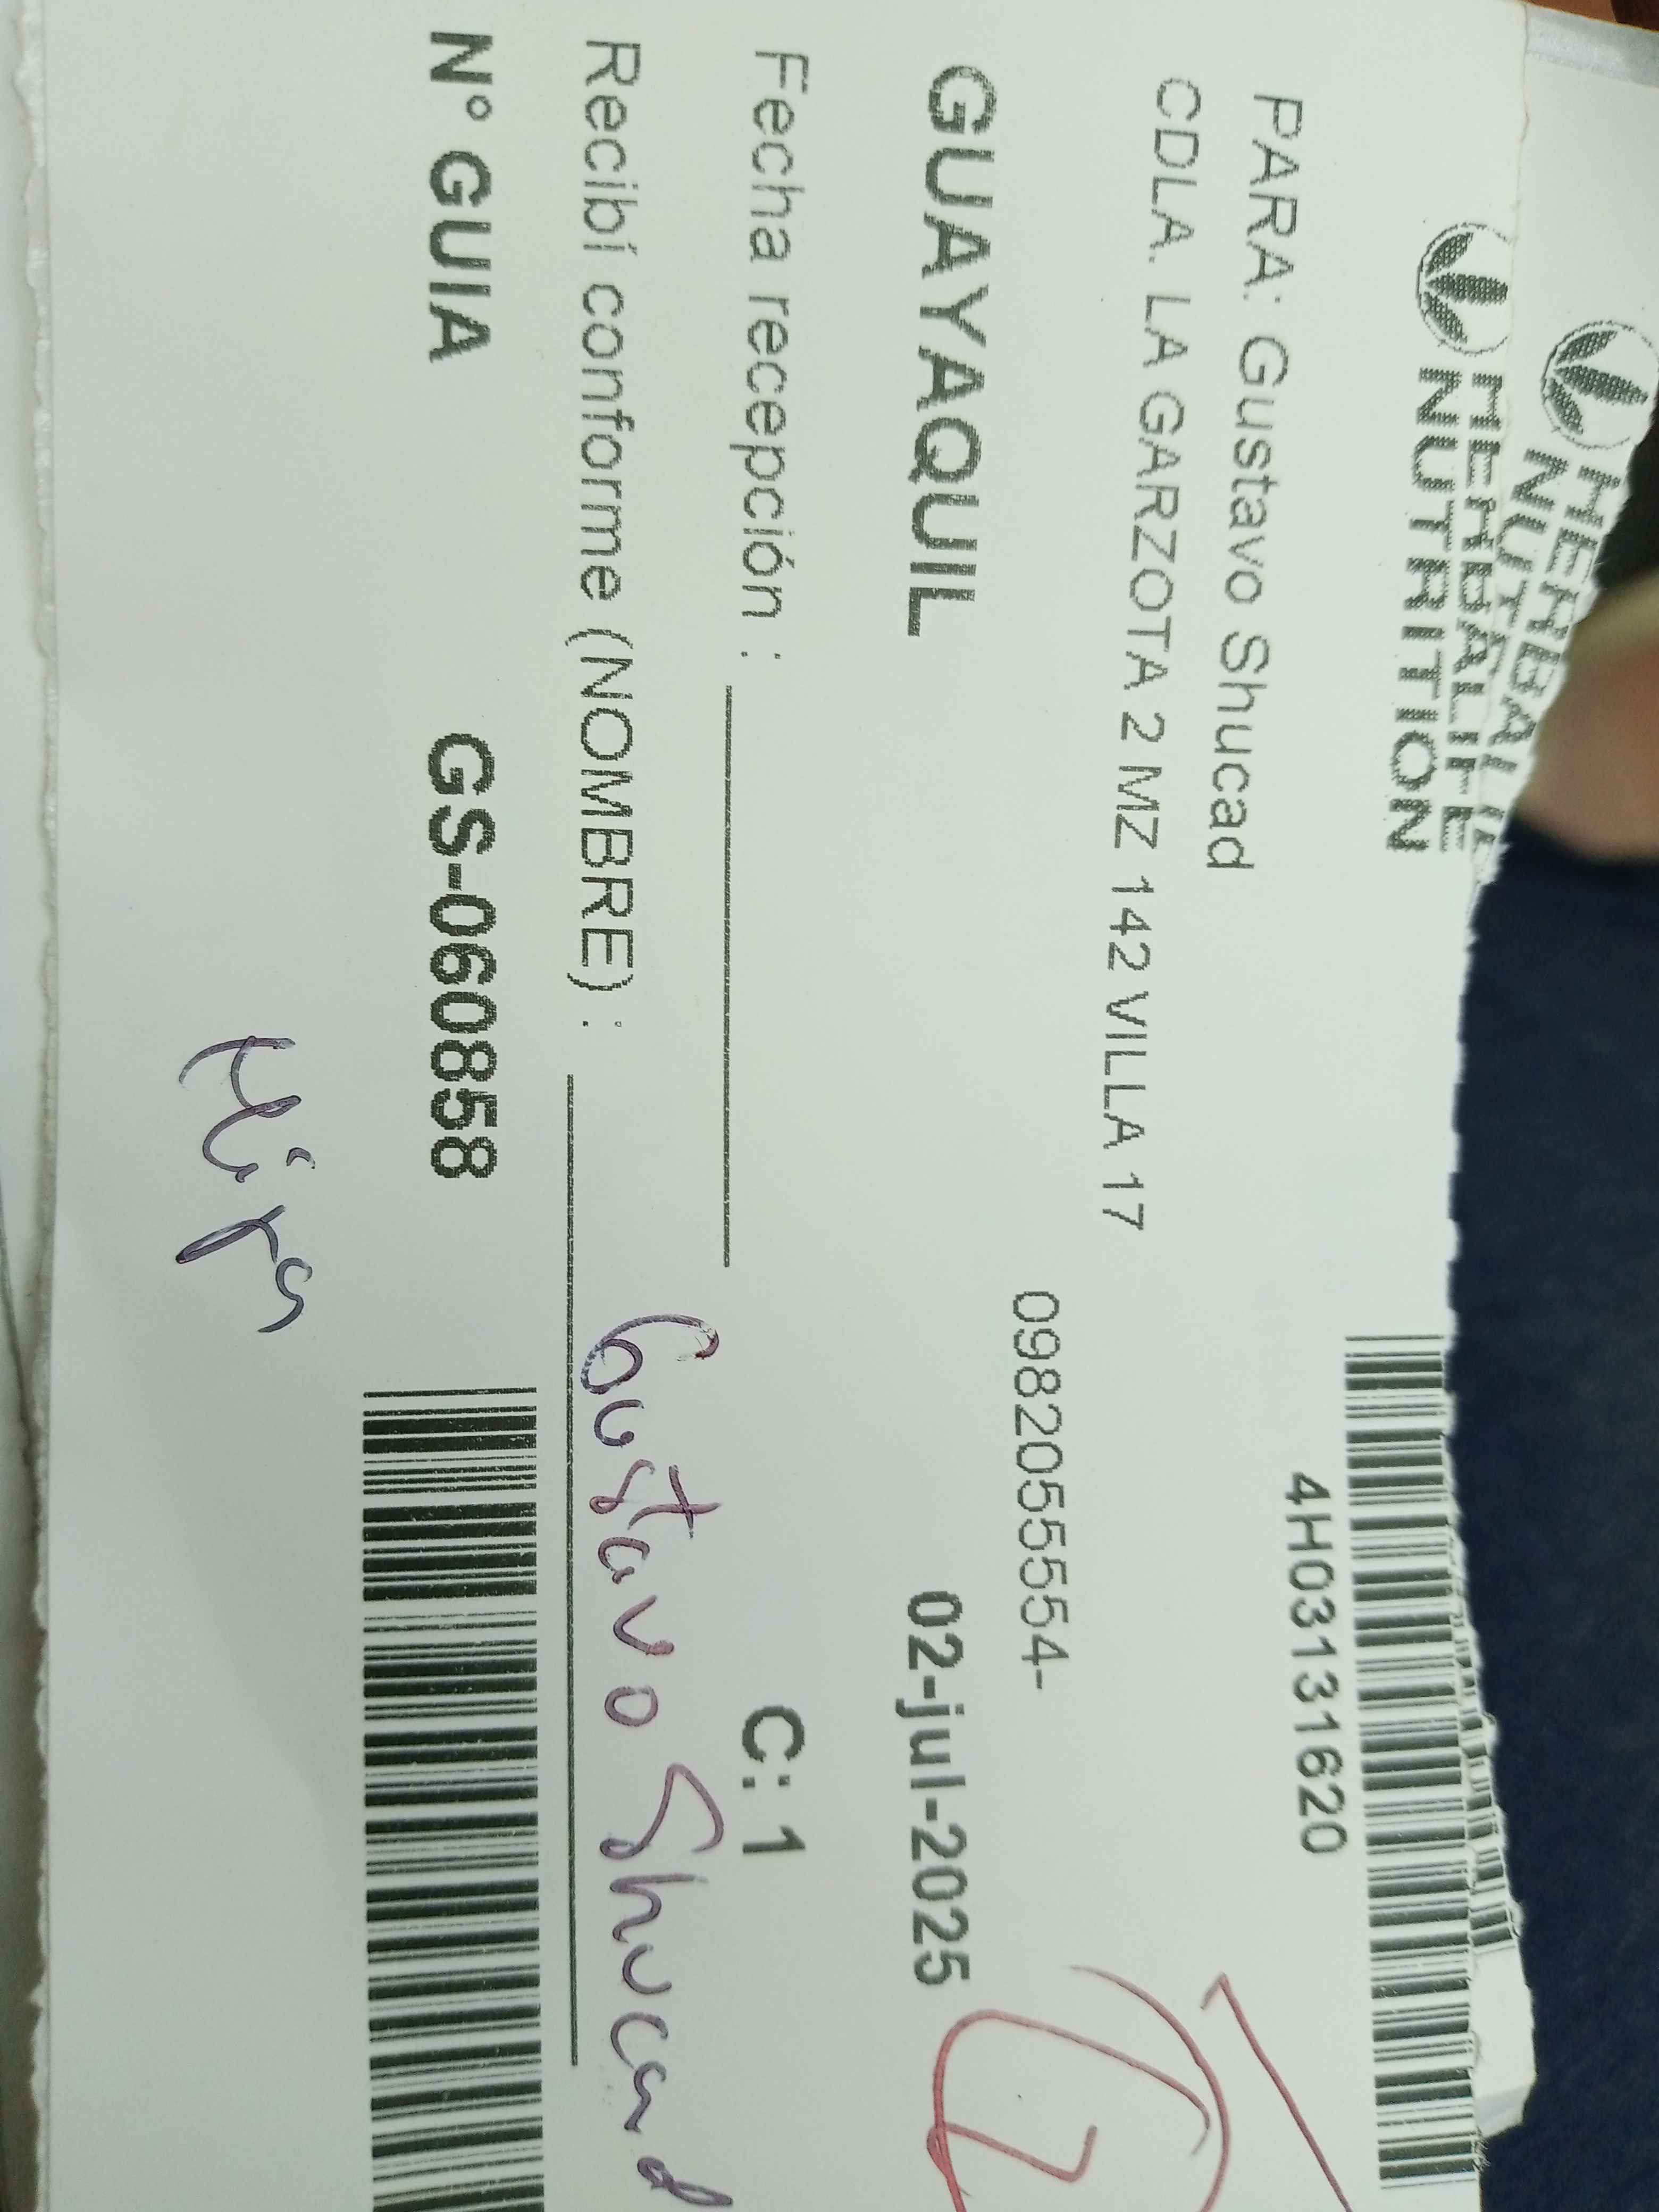 HERBALIFE
NUTRITION
4H03131620
PARA: Gustavo Shucad
CDLA. LA GARZOTA 2 MZ 142 VILLA 17
0982055554-
GUAYAQUIL 02-jul-2025
Fecha recepción : C: 1
Recibí conforme (NOMBRE) : Gustavo Shucad
N° GUIA GS-060858